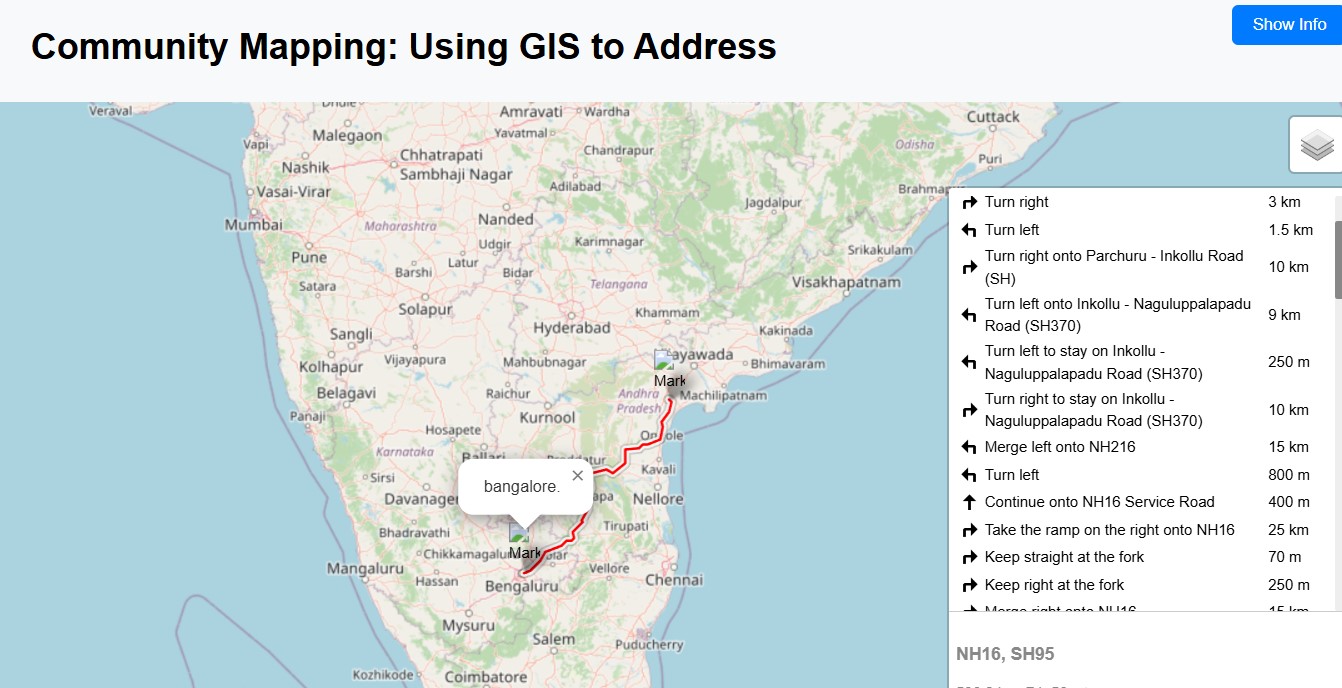 Community Mapping: Using GIS to Address
Show Info
Veraval
Dhule
Amravati
Wardha
Cuttack
Malegaon
Yavatmal
Vapi
Chandrapur
Odisha
Puri
Nashik
Chhatrapati
Sambhaji Nagar
Adilabad
Vasai-Virar
Jagdalpur
Mumbai
Nanded
Maharashtra
Udgir
Karimnagar
Srikakulam
Pune
Latur
Barshi
Bidar
Satara
Telangana
Visakhapatnam
Solapur
Khammam
Hyderabad
Kakinada
Sangli
Vijayapura
Mahbubnagar
Bhimavaram
Kolhapur
Mark
Belagavi
Raichur
Andhra
Pradesh
Machilipatnam
Panaji
Kurnool
Hosapete
Karnataka
Ballari
Sirsi
Kavali
bangalore.
×
Nellore
Bhadravathi
Tirupati
Mark
Mangaluru
Hassan
Vellore
Chennai
Bengaluru
Mysuru
Salem
Puducherry
Kozhikode
Coimbatore
Turn right 3 km
Turn left 1.5 km
Turn right onto Parchuru - Inkollu Road
(SH) 10 km
Turn left onto Inkollu - Naguluppalapadu
Road (SH370) 9 km
Turn left to stay on Inkollu -
Naguluppalapadu Road (SH370) 250 m
Turn right to stay on Inkollu -
Naguluppalapadu Road (SH370) 10 km
Merge left onto NH216 15 km
Turn left 800 m
Continue onto NH16 Service Road 400 m
Take the ramp on the right onto NH16 25 km
Keep straight at the fork 70 m
Keep right at the fork 250 m
Merge right onto NH16 15 km
NH16, SH95